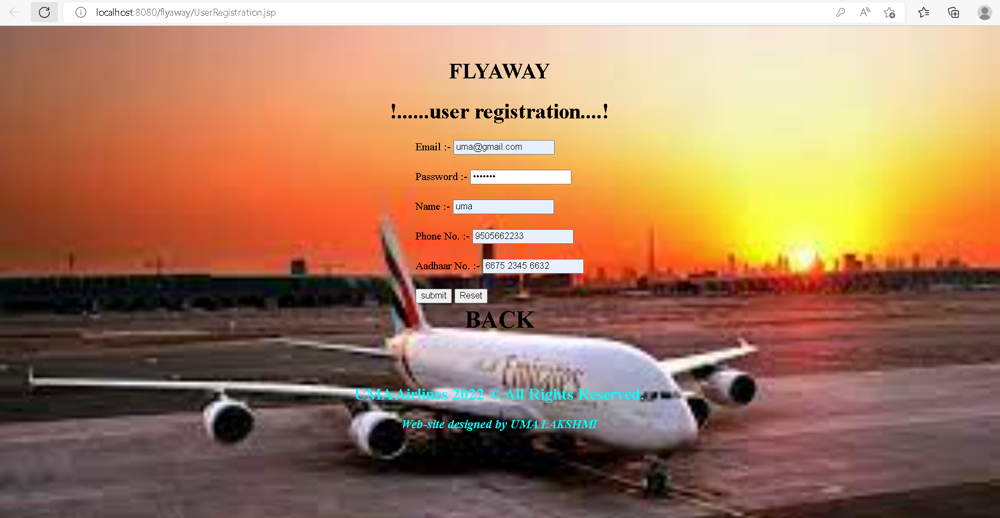 localhost:8080/flyaway/UserRegistration.jsp
FLYAWAY
!......user registration....!
Email :- uma@gmail.com
Password :- •••••••
Name :- uma
Phone No. :- 9505662233
Aadhaar No. :- 6675 2345 6632
submit Reset
BACK
Emirates
UMA Airlines 2022 © All Rights Reserved.
Web-site designed by UMA LAKSHMI